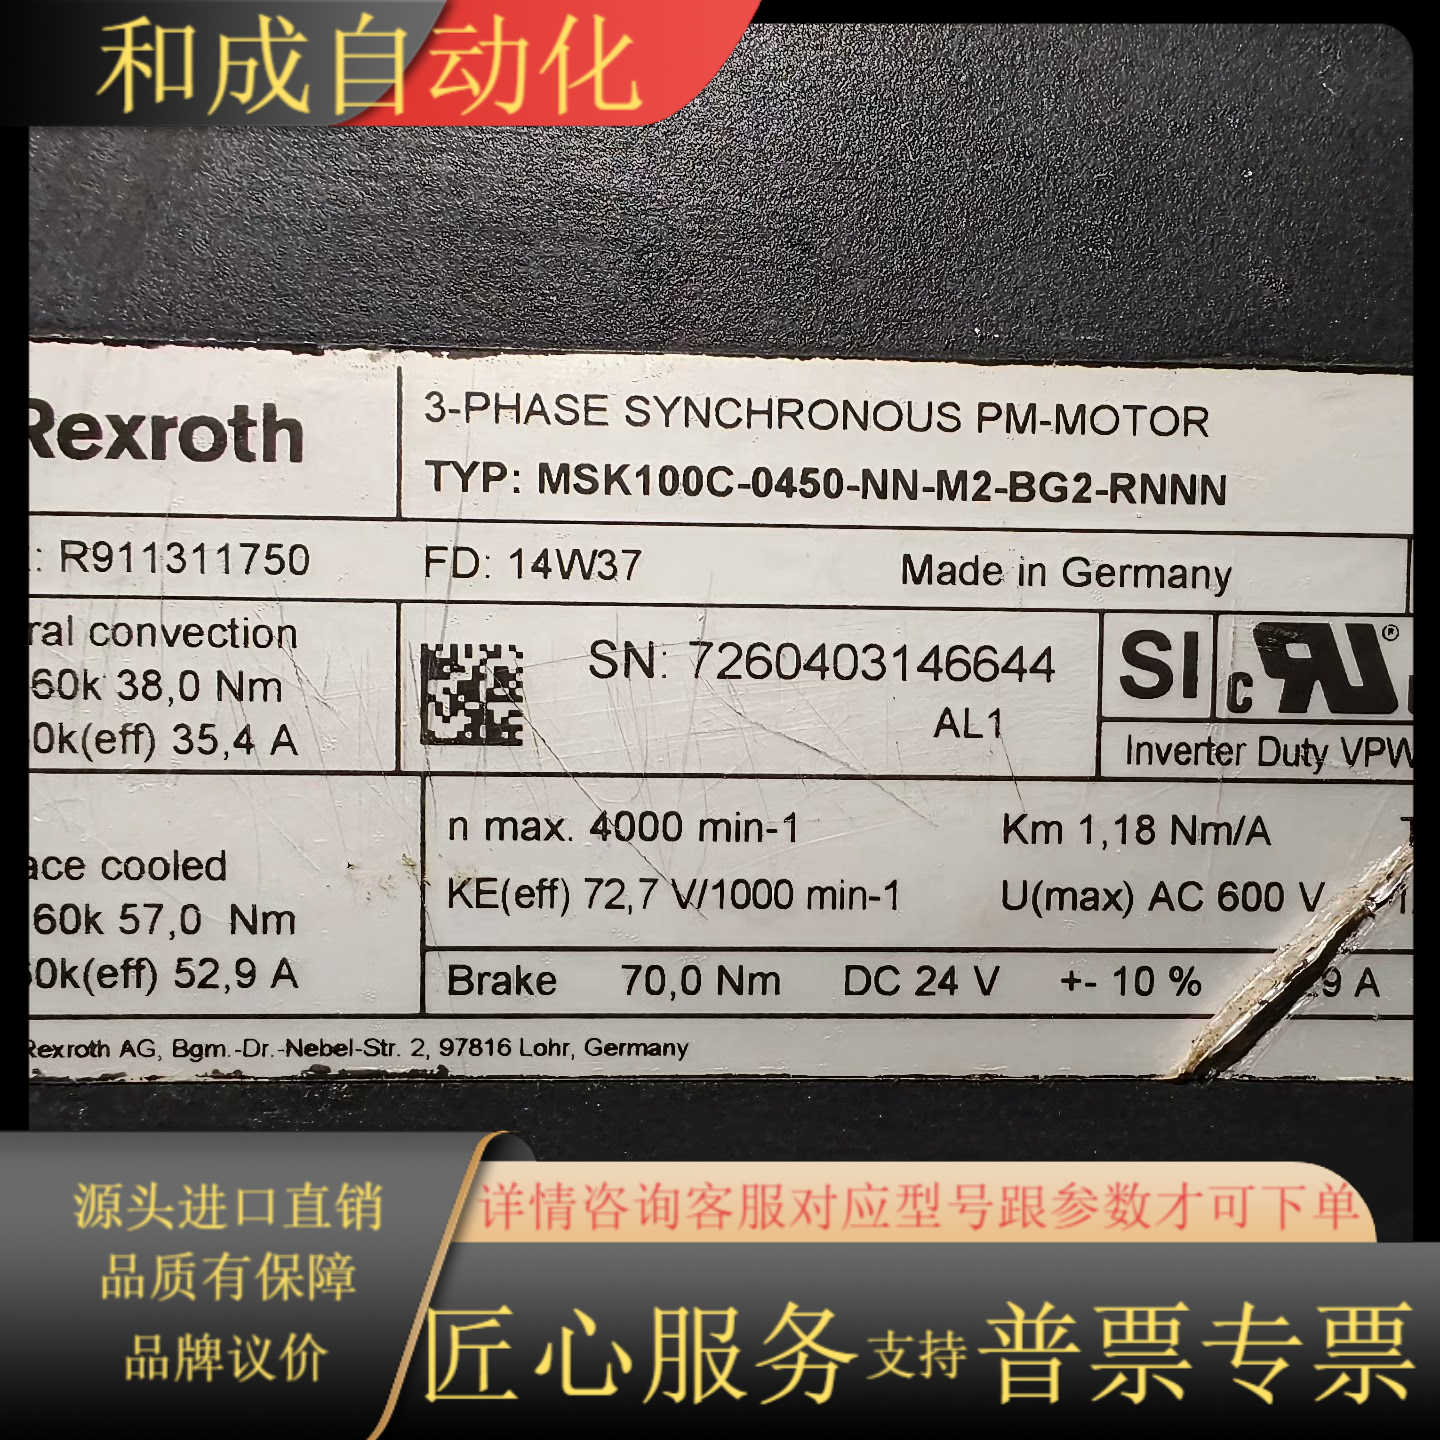 和成自动化
Rexroth
3-PHASE SYNCHRONOUS PM-MOTOR
TYP: MSK100C-0450-NN-M2-BG2-RNNN
: R911311750
FD: 14W37
Made in Germany
ral convection
60k 38,0 Nm
0k(eff) 35,4 A
SN: 7260403146644
AL1
SI
c RU ®
Inverter Duty VPW
ace cooled
60k 57,0 Nm
60k(eff) 52,9 A
n max. 4000 min-1
Km 1,18 Nm/A
KE(eff) 72,7 V/1000 min-1
U(max) AC 600 V
Brake 70,0 Nm DC 24 V +- 10 % 9 A
Rexroth AG, Bgm.-Dr.-Nebel-Str. 2, 97816 Lohr, Germany
源头进口直销
品质有保障
品牌议价
详情咨询客服对应型号跟参数才可下单
匠心服务支持普票专票